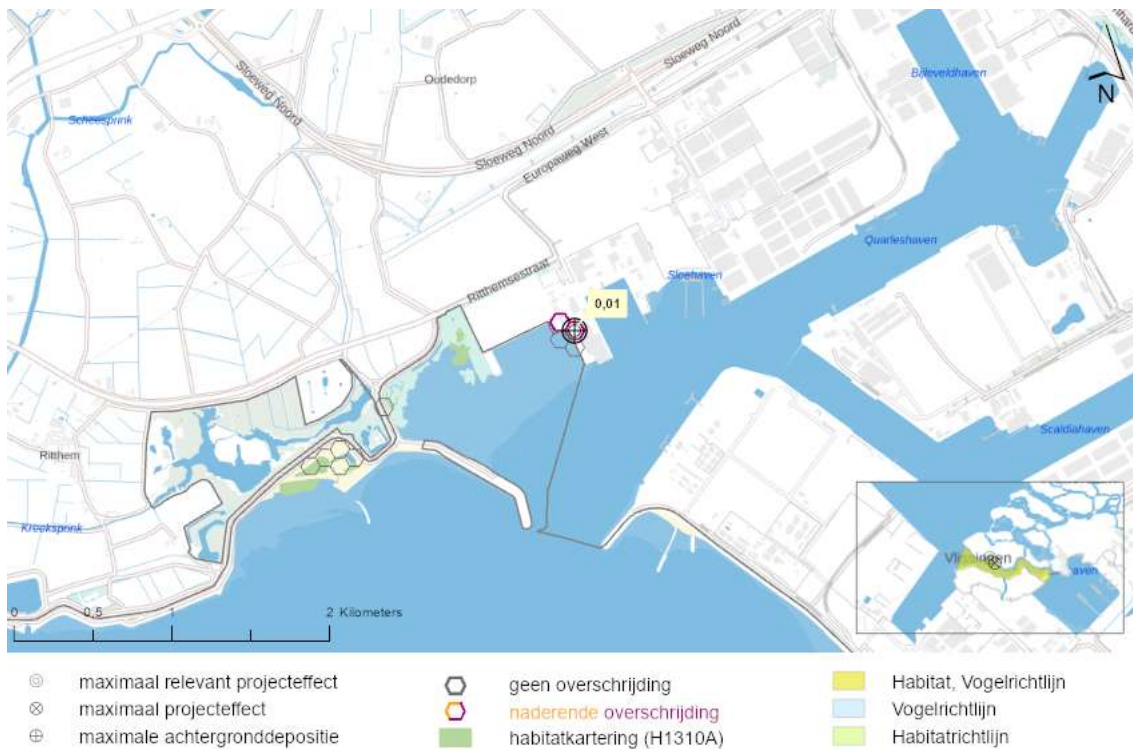 Bijleveldhaven
N
Sloeweg Noord
Oudedorp
Sloeweg Noord
Scheesprink
Sloeweg Noord
Europaweg West
Quarleshaven
Ritthemsestraat
Sloehaven
0,01
Scaldiahaven
Ritthem
Kreeksprink
Vlissingen
aven
0 0,5 1 2 Kilometers
maximaal relevant projecteffect
geen overschrijding
Habitat, Vogelrichtlijn
maximaal projecteffect
naderende overschrijding
Vogelrichtlijn
maximale achtergronddepositie
habitatkartering (H1310A)
Habitatrichtlijn